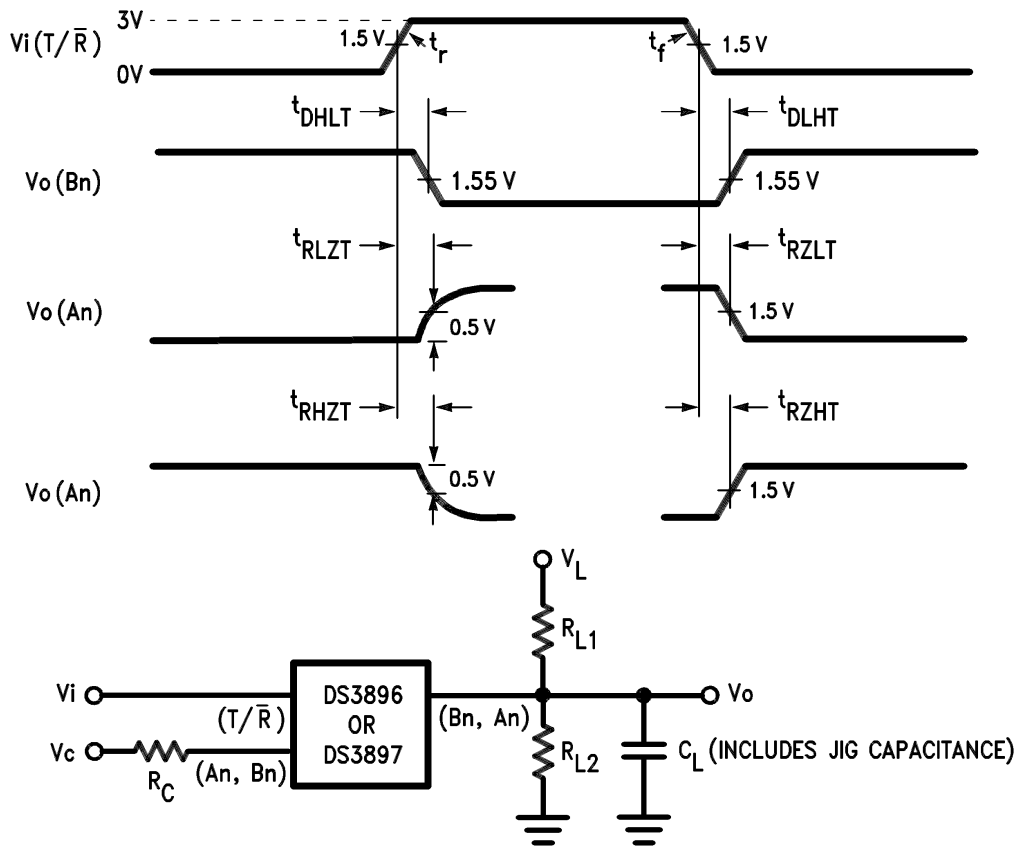 3V
Vi (T/R̅)
1.5 V
tr
tf
1.5 V
0V
tDHLT
tDLHT
Vo (Bn)
1.55 V
1.55 V
tRLZT
tRZLT
Vo (An)
0.5 V
1.5 V
tRHZT
tRZHT
Vo (An)
0.5 V
1.5 V
VL
RL1
Vi
(T/R̅)
DS3896
OR
DS3897
(Bn, An)
Vo
Vc
RC
(An, Bn)
RL2
CL (INCLUDES JIG CAPACITANCE)